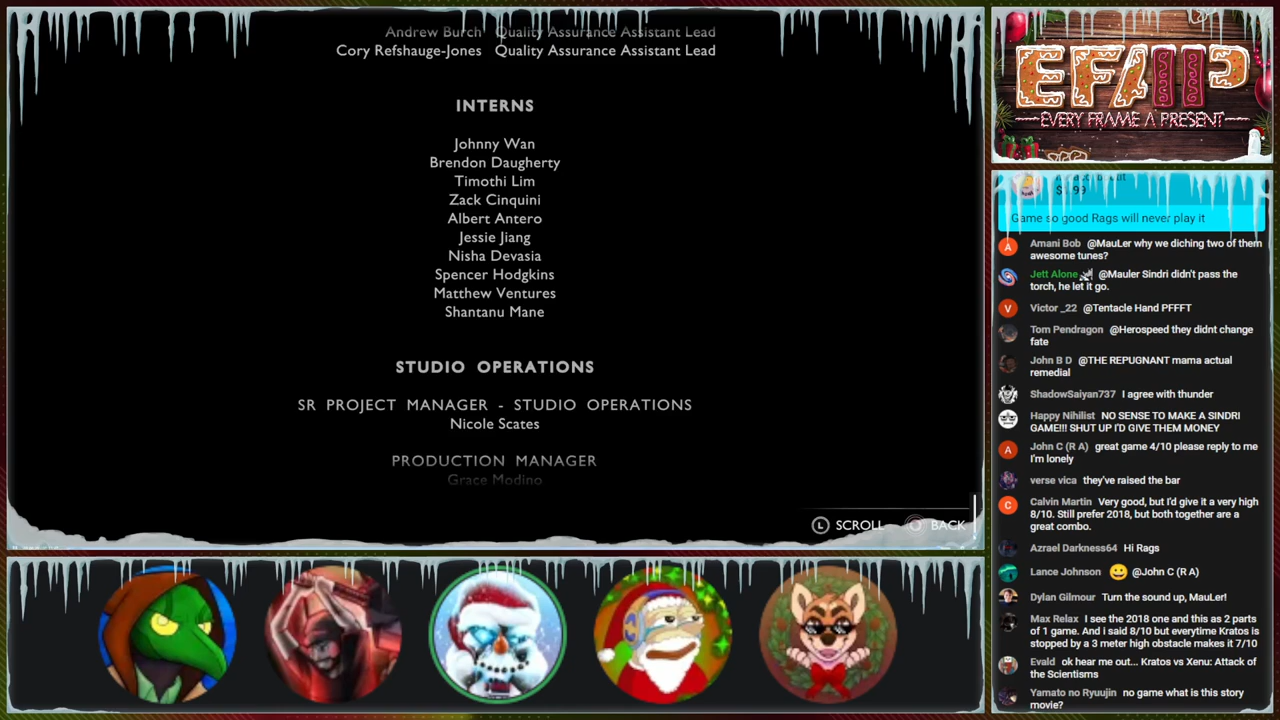 Andrew Burch Quality Assurance Assistant Lead
Cory Refshauge-Jones Quality Assurance Assistant Lead
INTERNS
Johnny Wan
Brendon Daugherty
Timothi Lim
Zack Cinquini
Albert Antero
Jessie Jiang
Nisha Devasia
Spencer Hodgkins
Matthew Ventures
Shantanu Mane
STUDIO OPERATIONS
SR PROJECT MANAGER - STUDIO OPERATIONS
Nicole Scates
PRODUCTION MANAGER
Grace Modino
L SCROLL BACK
EFAP
EVERY FRAME A PRESENT
Game so good Rags will never play it
A Amani Bob @MauLer why we diching two of them
awesome tunes?
Jett Alone @Mauler Sindri didn't pass the
torch, he let it go.
V Victor _22 @Tentacle Hand PFFFT
Tom Pendragon @Herospeed they didnt change
fate
John B D @THE REPUGNANT mama actual
remedial
ShadowSaiyan737 I agree with thunder
Happy Nihilist NO SENSE TO MAKE A SINDRI
GAME!!! SHUT UP I'D GIVE THEM MONEY
A John C (R A) great game 4/10 please reply to me
I'm lonely
verse vica they've raised the bar
C Calvin Martin Very good, but I'd give it a very high
8/10. Still prefer 2018, but both together are a
great combo.
Azrael Darkness64 Hi Rags
Lance Johnson 😀 @John C (R A)
Dylan Gilmour Turn the sound up, MauLer!
Max Relax I see the 2018 one and this as 2 parts
of 1 game. And i said 8/10 but everytime Kratos is
stopped by a 3 meter high obstacle makes it 7/10
Evald ok hear me out... Kratos vs Xenu: Attack of
the Scientisms
Yamato no Ryuujin no game what is this story
movie?